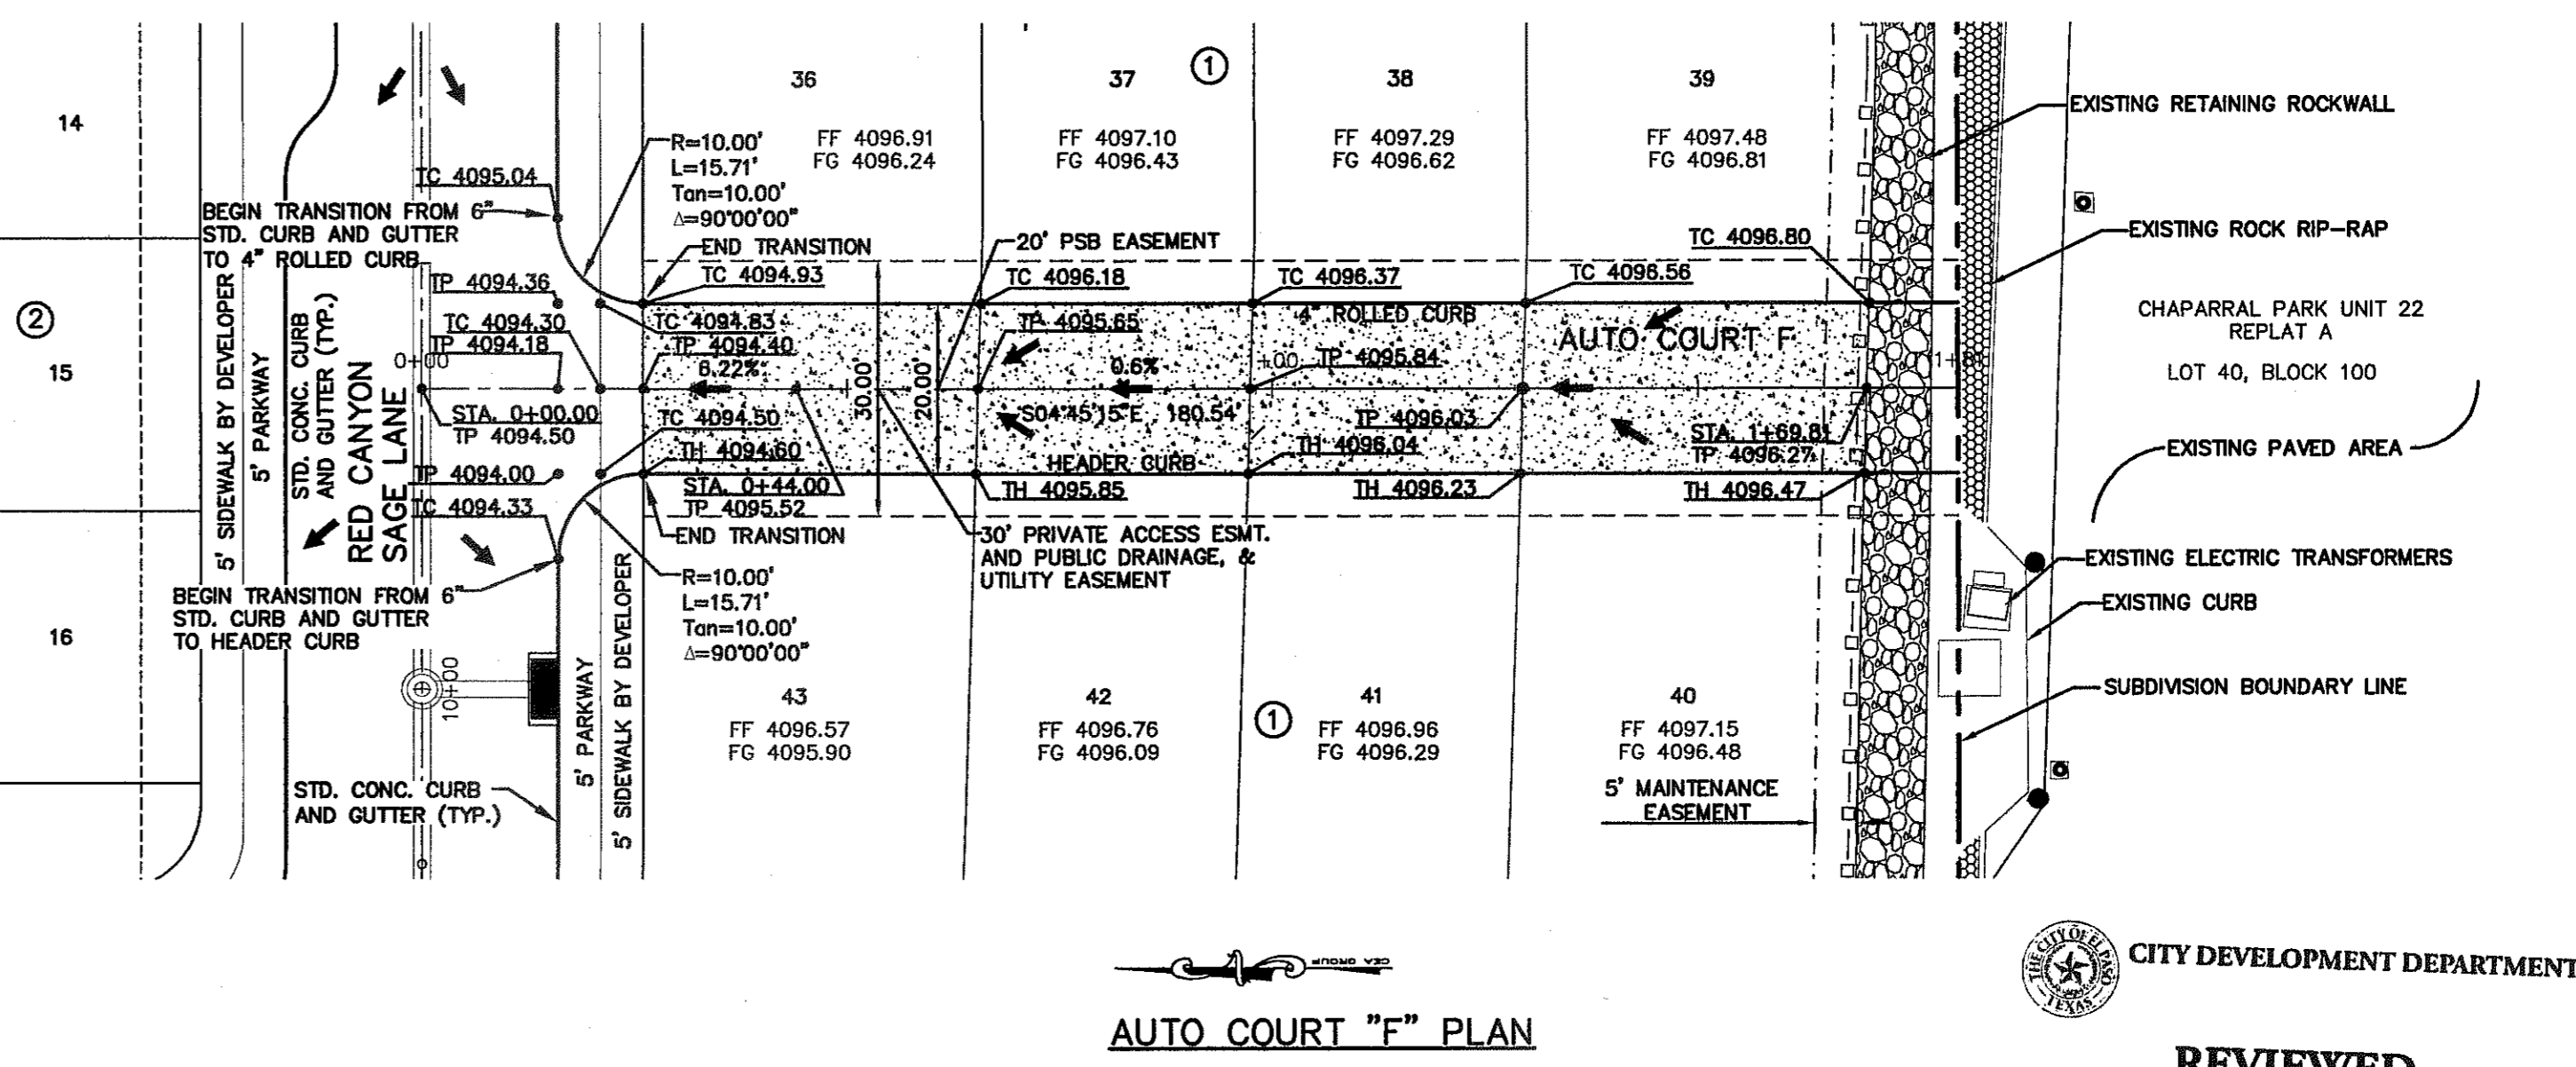 14
36
37
1
38
39
FF 4096.91
FG 4096.24
FF 4097.10
FG 4096.43
FF 4097.29
FG 4096.62
FF 4097.48
FG 4096.81
EXISTING RETAINING ROCKWALL
R=10.00'
L=15.71'
Tan=10.00'
Δ=90°00'00"
TC 4095.04
BEGIN TRANSITION FROM 6"
STD. CURB AND GUTTER
TO 4" ROLLED CURB
END TRANSITION
20' PSB EASEMENT
TC 4096.80
EXISTING ROCK RIP-RAP
TP 4094.36
TC 4094.93
TC 4096.18
TC 4096.37
TC 4096.56
TC 4094.30
TC 4094.83
TP 4095.65
4" ROLLED CURB
AUTO COURT F
CHAPARRAL PARK UNIT 22
REPLAT A
LOT 40, BLOCK 100
2
15
TP 4094.18
TP 4094.40
0+00
6.22%
0.6%
+00
TP 4095.84
1+81
30.00'
20.00'
STA. 0+00.00
TP 4094.50
TC 4094.50
S04°45'15"E 180.54'
TP 4096.03
STA. 1+69.81
TP 4096.27
EXISTING PAVED AREA
TP 4094.00
TH 4094.60
HEADER CURB
TH 4096.04
STA. 0+44.00
TP 4095.52
TH 4095.85
TH 4096.23
TH 4096.47
TC 4094.33
END TRANSITION
30' PRIVATE ACCESS ESMT.
AND PUBLIC DRAINAGE, &
UTILITY EASEMENT
5' SIDEWALK BY DEVELOPER
5' PARKWAY
STD. CONC. CURB
AND GUTTER (TYP.)
RED CANYON
SAGE LANE
EXISTING ELECTRIC TRANSFORMERS
EXISTING CURB
BEGIN TRANSITION FROM 6"
STD. CURB AND GUTTER
TO HEADER CURB
R=10.00'
L=15.71'
Tan=10.00'
Δ=90°00'00"
16
10+00
5' PARKWAY
5' SIDEWALK BY DEVELOPER
43
42
1
41
40
FF 4096.57
FG 4095.90
FF 4096.76
FG 4096.09
FF 4096.96
FG 4096.29
FF 4097.15
FG 4096.48
SUBDIVISION BOUNDARY LINE
STD. CONC. CURB
AND GUTTER (TYP.)
5' MAINTENANCE
EASEMENT
CEA GROUP
AUTO COURT "F" PLAN
THE CITY OF EL PASO
TEXAS
CITY DEVELOPMENT DEPARTMENT
REVIEWED